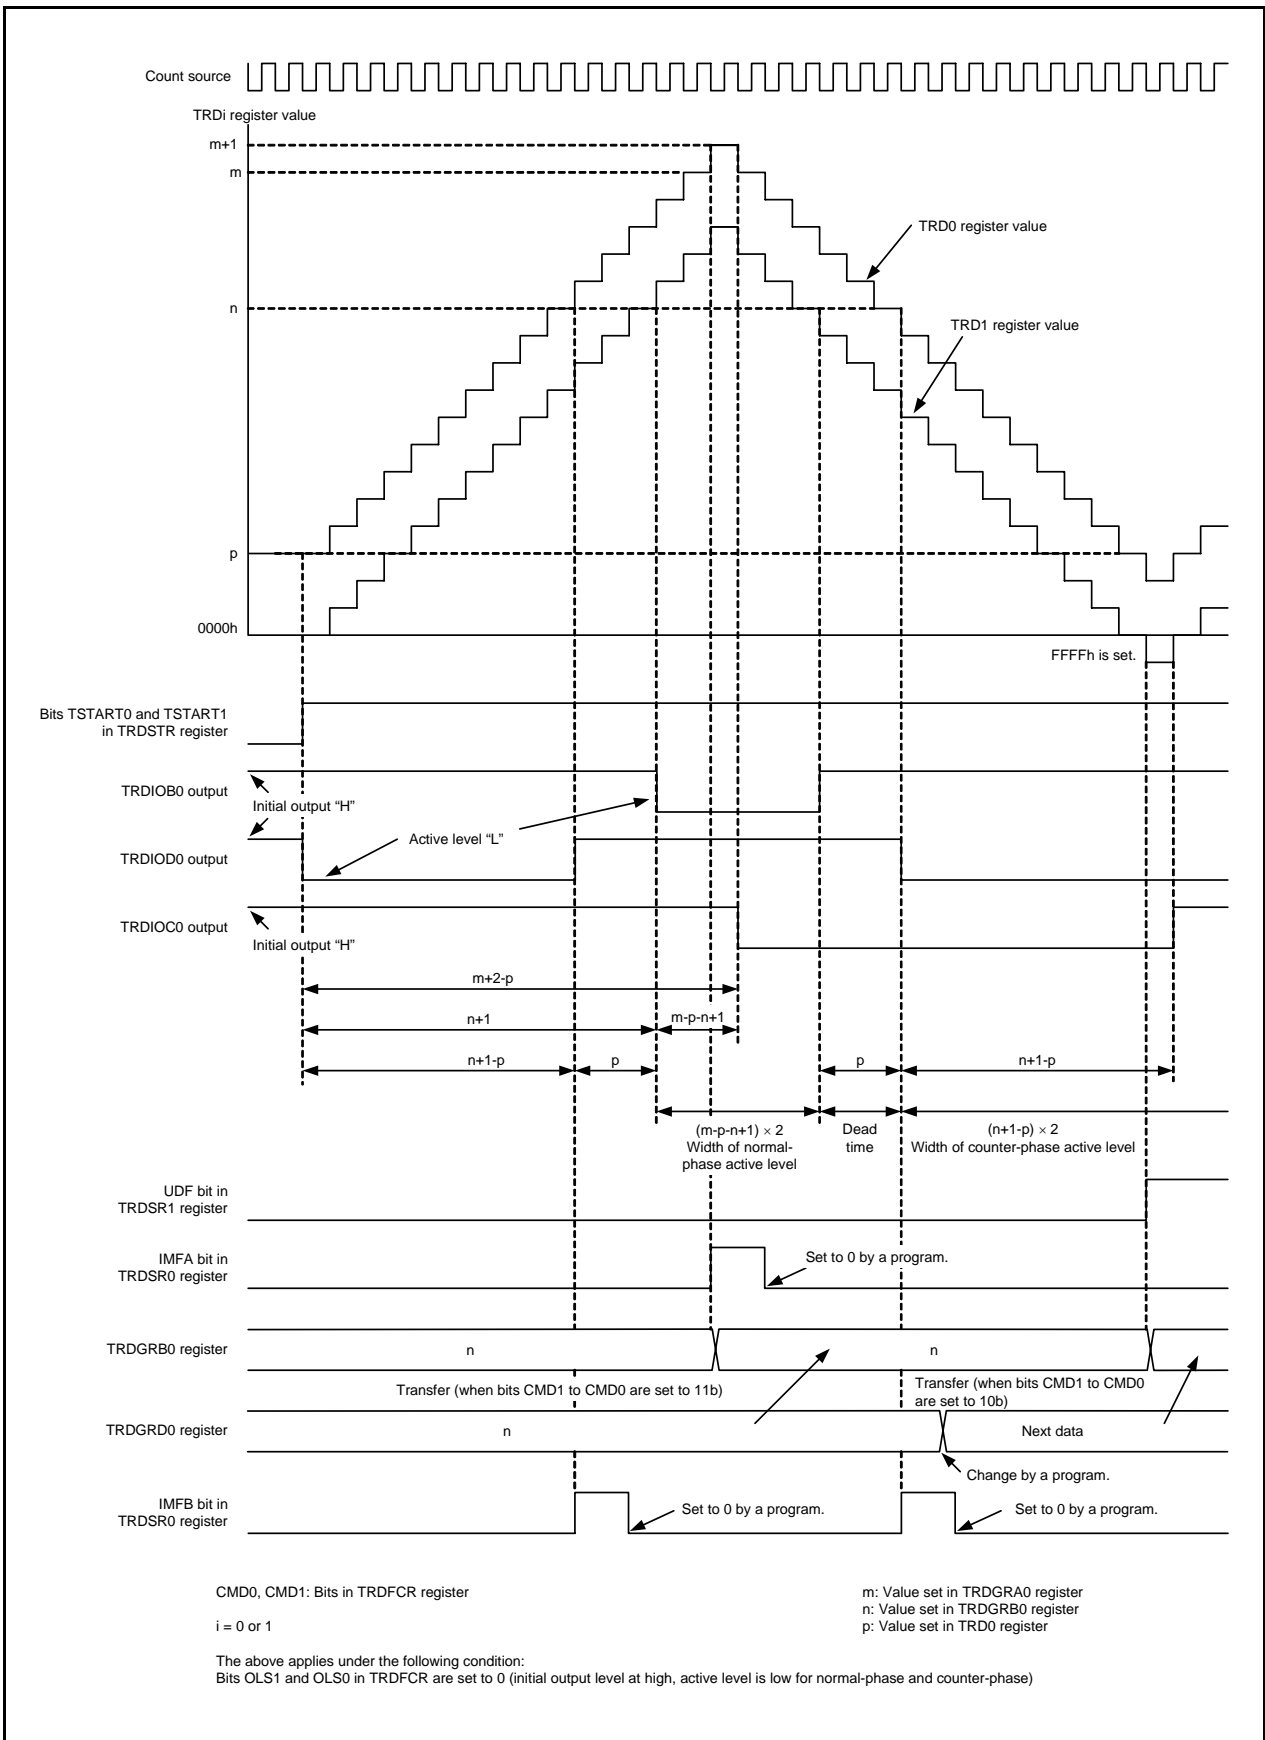 Count source
TRDi register value
m+1
m
TRD0 register value
n
TRD1 register value
p
0000h
FFFFh is set.
Bits TSTART0 and TSTART1
in TRDSTR register
TRDIOB0 output
Initial output “H”
Active level “L”
TRDIOD0 output
TRDIOC0 output
Initial output “H”
m+2-p
n+1
m-p-n+1
n+1-p
p
p
n+1-p
(m-p-n+1) × 2
Width of normal-
phase active level
Dead
time
(n+1-p) × 2
Width of counter-phase active level
UDF bit in
TRDSR1 register
IMFA bit in
TRDSR0 register
Set to 0 by a program.
TRDGRB0 register
n
n
Transfer (when bits CMD1 to CMD0 are set to 11b)
Transfer (when bits CMD1 to CMD0
are set to 10b)
TRDGRD0 register
n
Next data
Change by a program.
IMFB bit in
TRDSR0 register
Set to 0 by a program.
Set to 0 by a program.
CMD0, CMD1: Bits in TRDFCR register
i = 0 or 1
m: Value set in TRDGRA0 register
n: Value set in TRDGRB0 register
p: Value set in TRD0 register
The above applies under the following condition:
Bits OLS1 and OLS0 in TRDFCR are set to 0 (initial output level at high, active level is low for normal-phase and counter-phase)